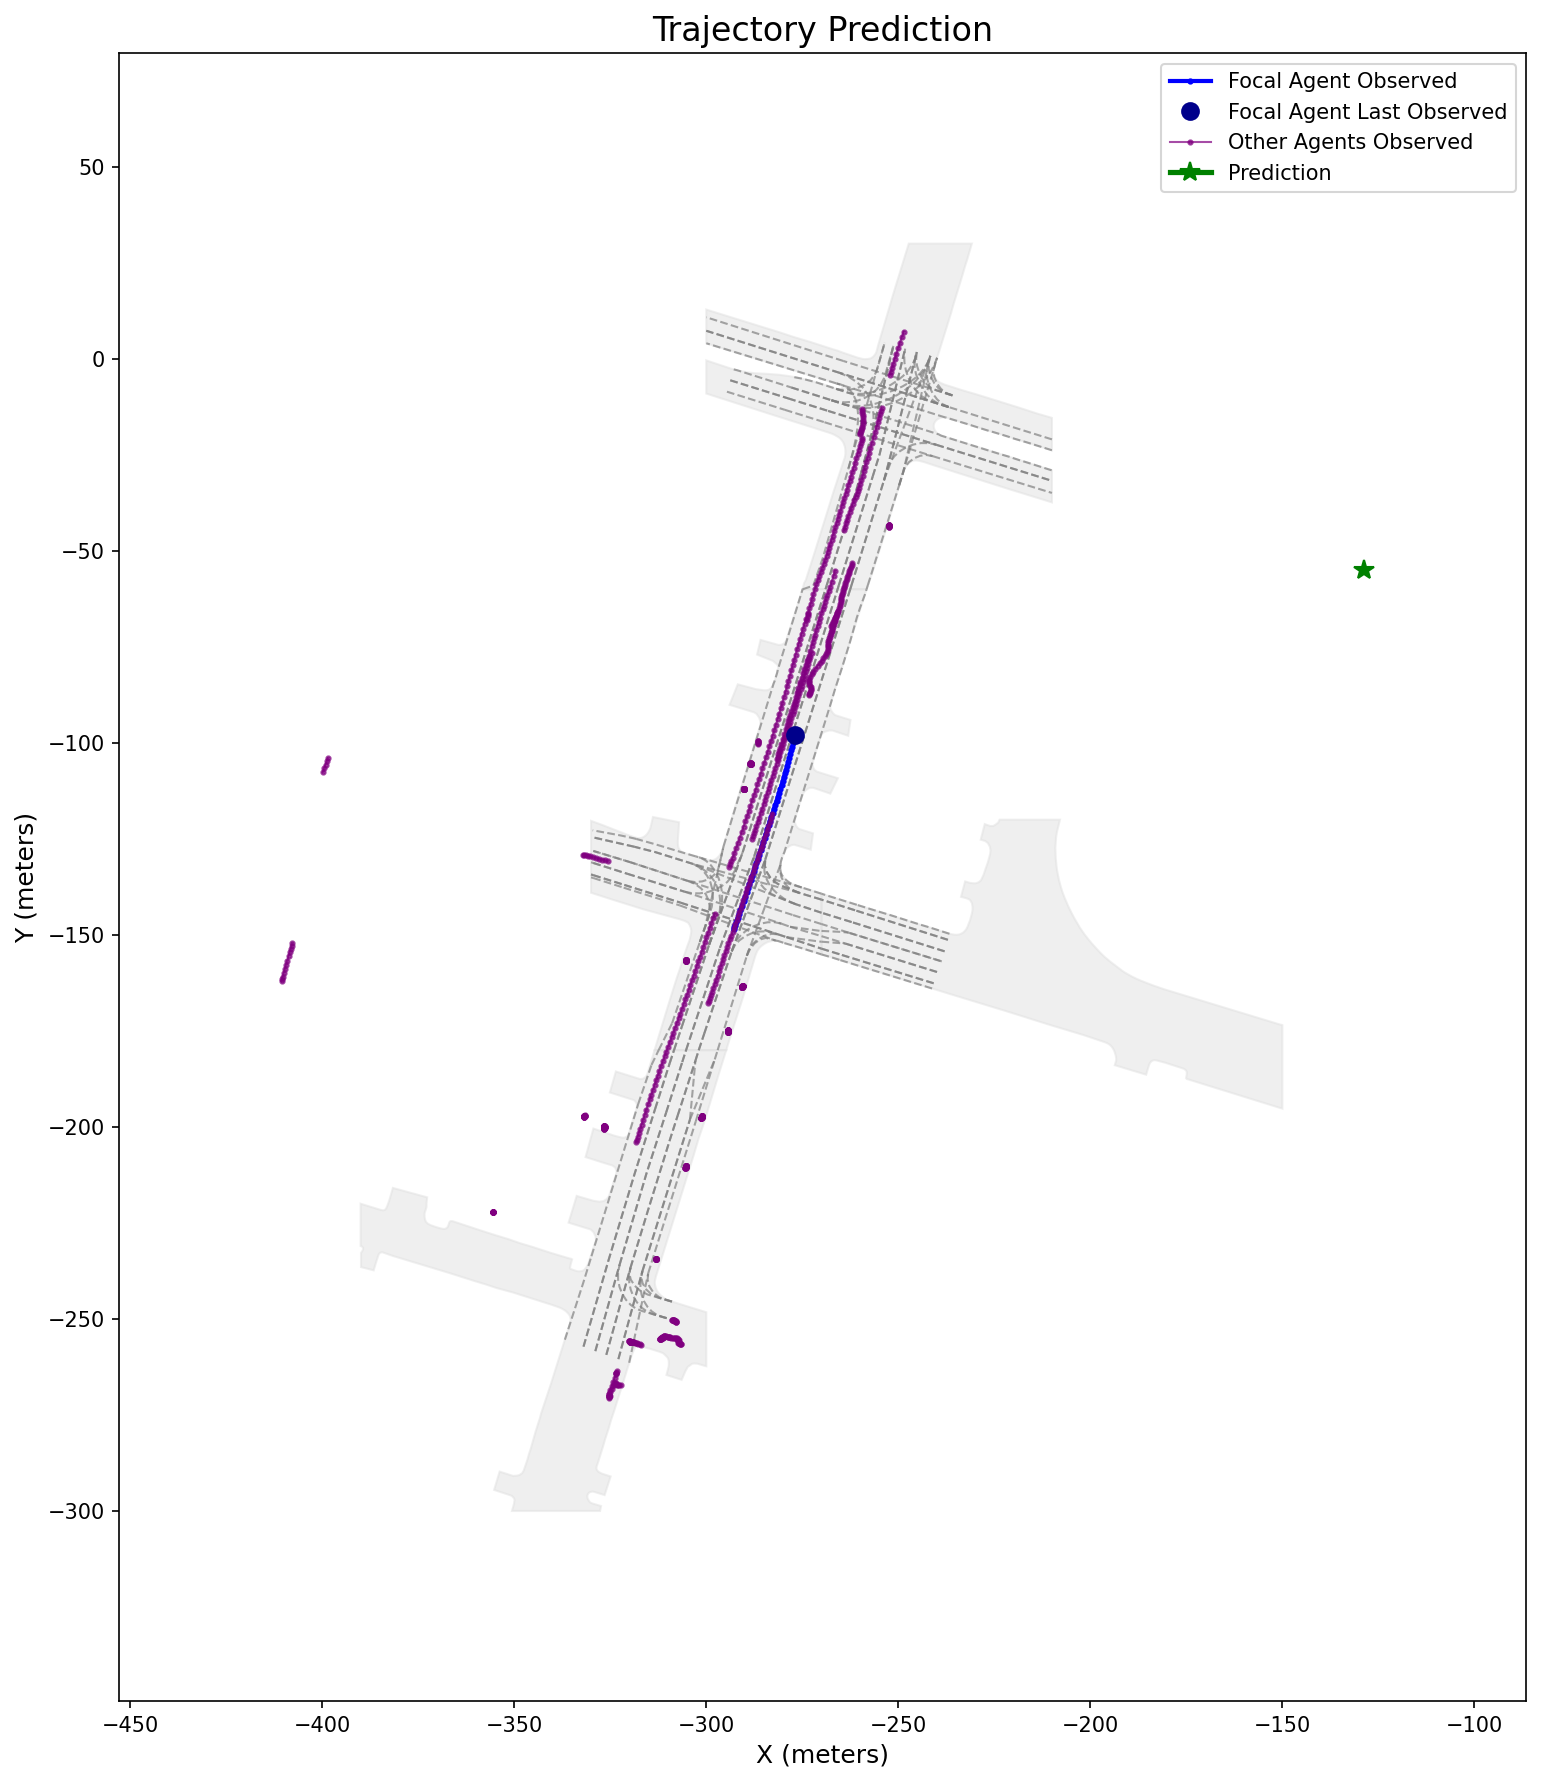 Trajectory Prediction
Focal Agent Observed
Focal Agent Last Observed
Other Agents Observed
Prediction
50
0
−50
−100
−150
−200
−250
−300
Y (meters)
−450
−400
−350
−300
−250
−200
−150
−100
X (meters)